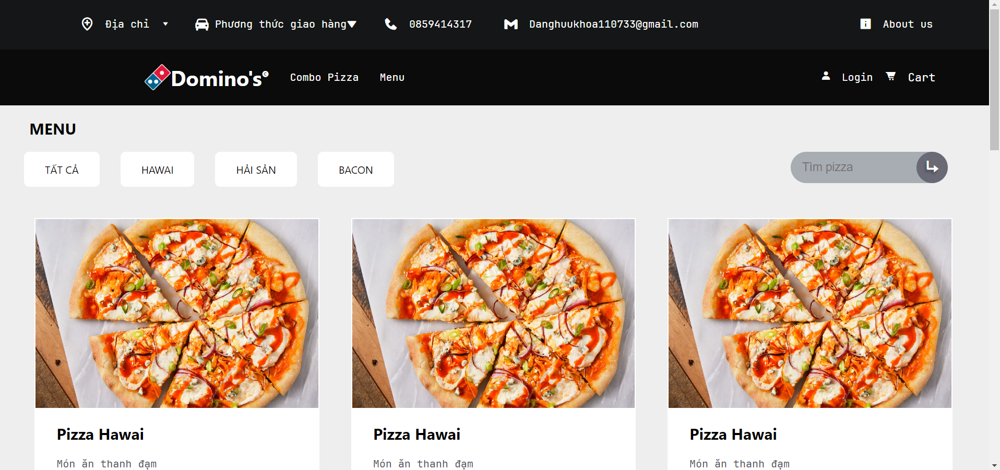 Địa chỉ
Phương thức giao hàng
0859414317
Danghuukhoa110733@gmail.com
About us
Domino's©
Combo Pizza
Menu
Login
Cart
MENU
TẤT CẢ
HAWAI
HẢI SẢN
BACON
Tìm pizza
Pizza Hawai
Pizza Hawai
Pizza Hawai
Món ăn thanh đạm
Món ăn thanh đạm
Món ăn thanh đạm